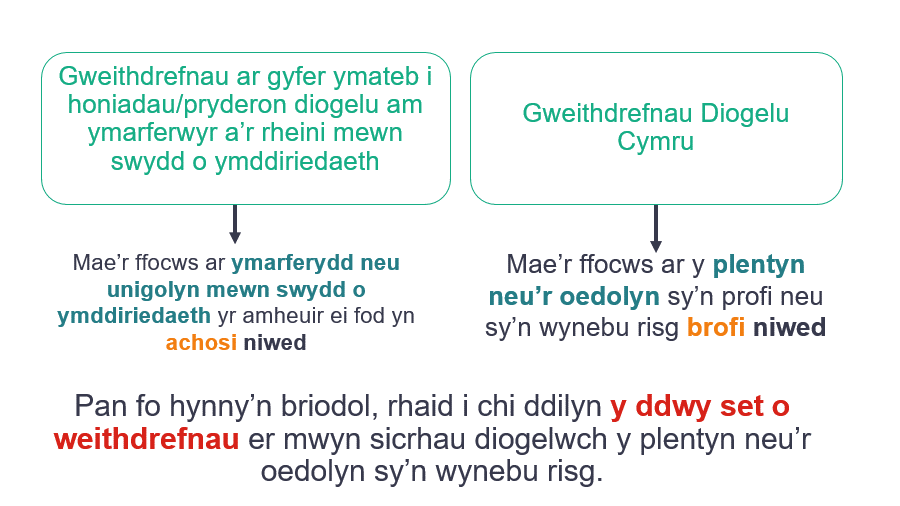 Gweithdrefnau ar gyfer ymateb i
honiadau/pryderon diogelu am
ymarferwyr a’r rheini mewn
swydd o ymddiriedaeth
Gweithdrefnau Diogelu
Cymru
Mae’r ffocws ar ymarferydd neu
unigolyn mewn swydd o
ymddiriedaeth yr amheuir ei fod yn
achosi niwed
Mae’r ffocws ar y plentyn
neu’r oedolyn sy’n profi neu
sy’n wynebu risg brofi niwed
Pan fo hynny’n briodol, rhaid i chi ddilyn y ddwy set o
weithdrefnau er mwyn sicrhau diogelwch y plentyn neu’r
oedolyn sy’n wynebu risg.